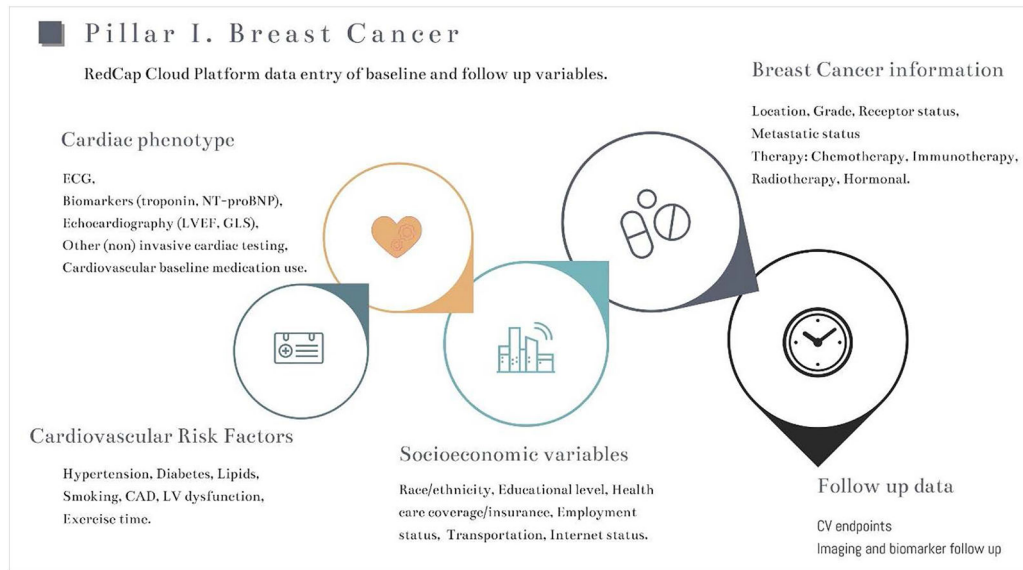 Pillar I. Breast Cancer
RedCap Cloud Platform data entry of baseline and follow up variables.
Cardiac phenotype
ECG,
Biomarkers (troponin, NT-proBNP),
Echocardiography (LVEF, GLS),
Other (non) invasive cardiac testing,
Cardiovascular baseline medication use.
Breast Cancer information
Location, Grade, Receptor status,
Metastatic status
Therapy: Chemotherapy, Immunotherapy,
Radiotherapy, Hormonal.
Cardiovascular Risk Factors
Hypertension, Diabetes, Lipids,
Smoking, CAD, LV dysfunction,
Exercise time.
Socioeconomic variables
Race/ethnicity, Educational level, Health
care coverage/insurance, Employment
status, Transportation, Internet status.
Follow up data
CV endpoints
Imaging and biomarker follow up